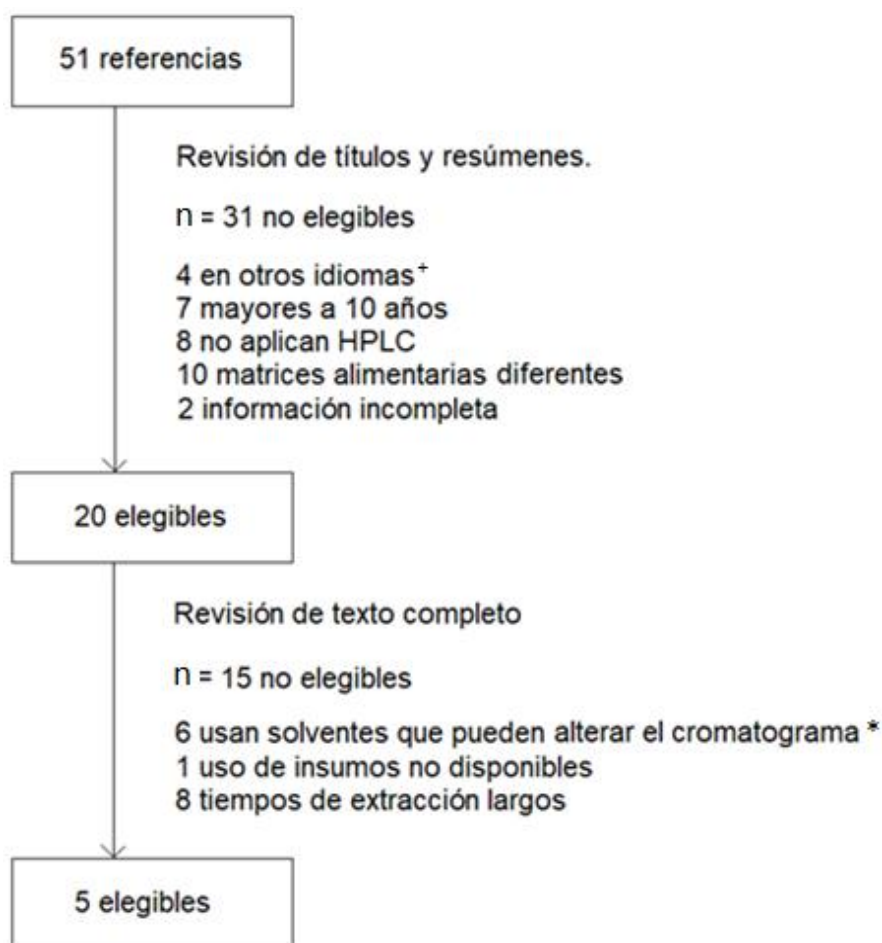 51 referencias
Revisión de títulos y resúmenes.
n = 31 no elegibles
4 en otros idiomas+
7 mayores a 10 años
8 no aplican HPLC
10 matrices alimentarias diferentes
2 información incompleta
20 elegibles
Revisión de texto completo
n = 15 no elegibles
6 usan solventes que pueden alterar el cromatograma *
1 uso de insumos no disponibles
8 tiempos de extracción largos
5 elegibles